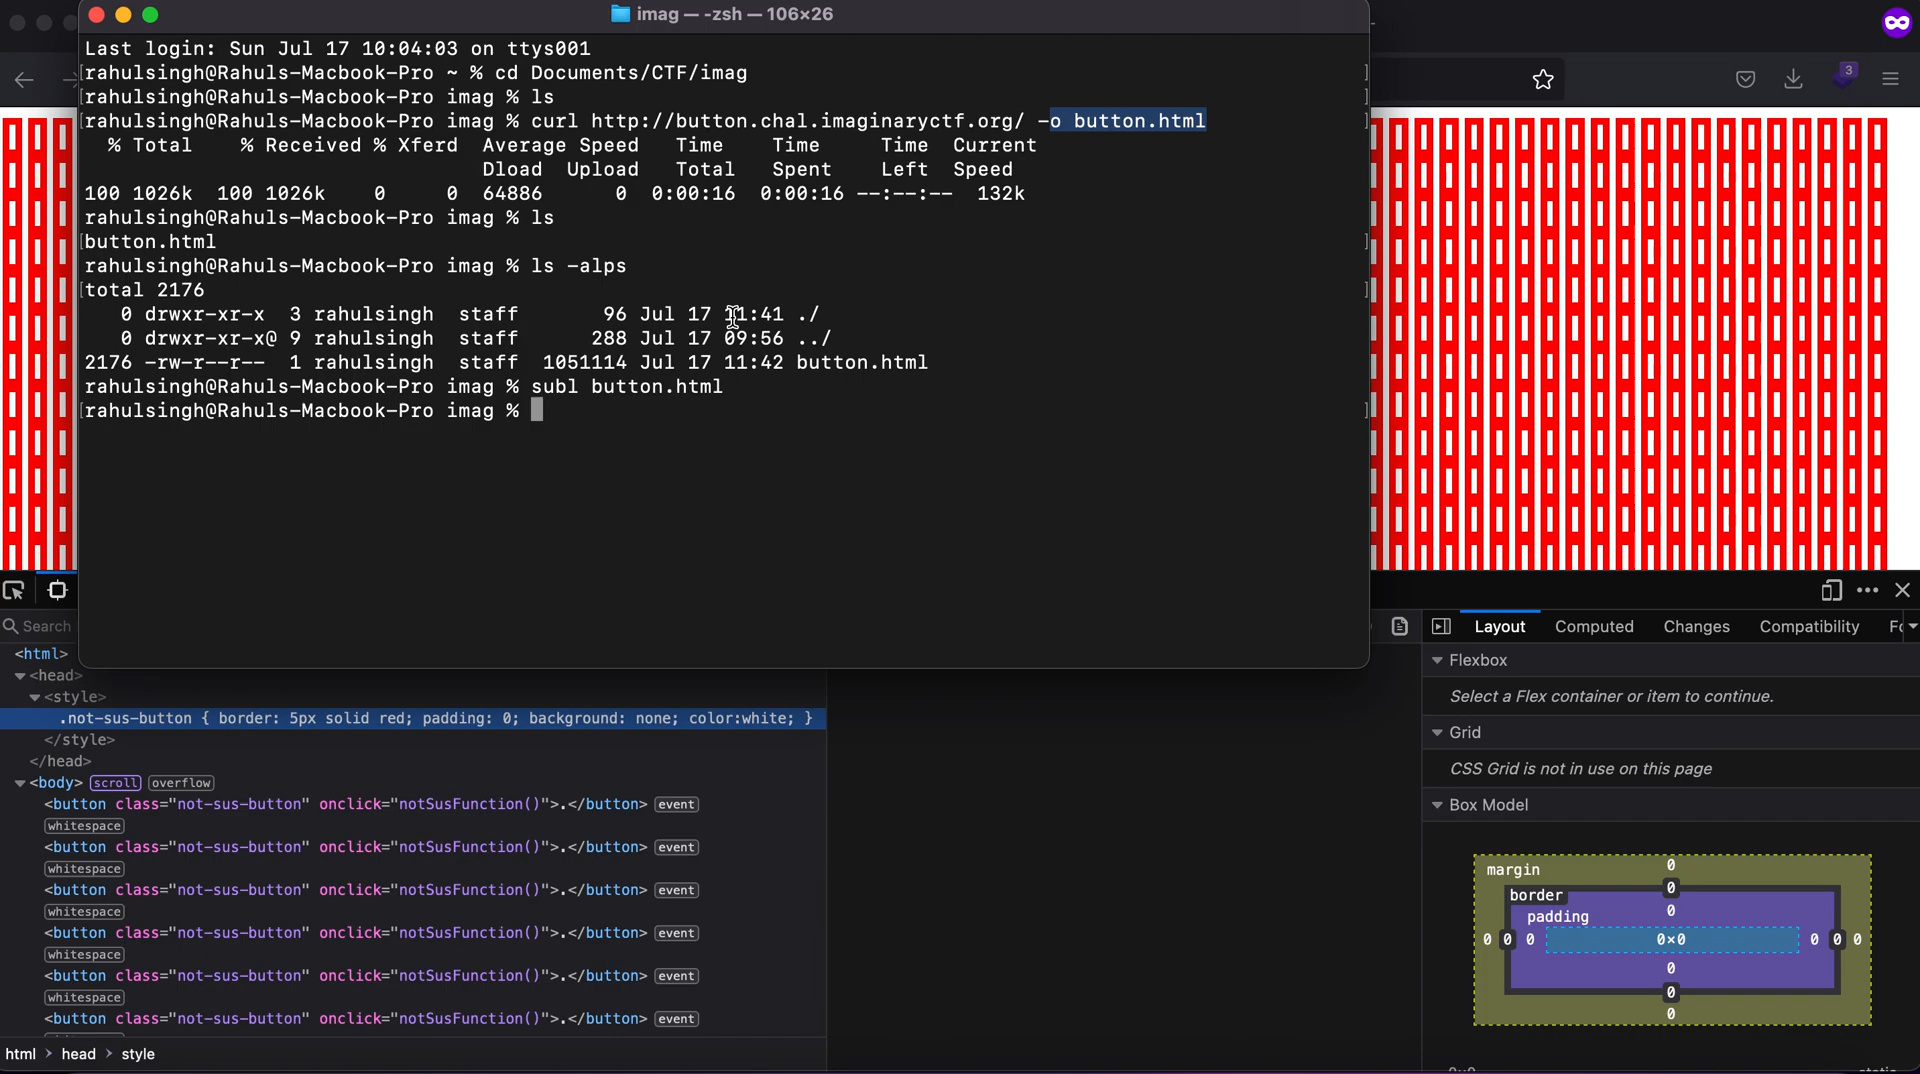 imag — -zsh — 106×26
Last login: Sun Jul 17 10:04:03 on ttys001
[rahulsingh@Rahuls-Macbook-Pro ~ % cd Documents/CTF/imag ]
[rahulsingh@Rahuls-Macbook-Pro imag % ls ]
[rahulsingh@Rahuls-Macbook-Pro imag % curl http://button.chal.imaginaryctf.org/ -o button.html ]
% Total % Received % Xferd Average Speed Time Time Time Current
Dload Upload Total Spent Left Speed
100 1026k 100 1026k 0 0 64886 0 0:00:16 0:00:16 --:--:-- 132k
rahulsingh@Rahuls-Macbook-Pro imag % ls
[button.html ]
rahulsingh@Rahuls-Macbook-Pro imag % ls -alps
[total 2176 ]
0 drwxr-xr-x 3 rahulsingh staff 96 Jul 17 11:41 ./
0 drwxr-xr-x@ 9 rahulsingh staff 288 Jul 17 09:56 ../
2176 -rw-r--r-- 1 rahulsingh staff 1051114 Jul 17 11:42 button.html
rahulsingh@Rahuls-Macbook-Pro imag % subl button.html
[rahulsingh@Rahuls-Macbook-Pro imag % ]
3
Search
<html>
<head>
<style>
.not-sus-button { border: 5px solid red; padding: 0; background: none; color:white; }
</style>
</head>
<body> scroll overflow
<button class="not-sus-button" onclick="notSusFunction()">.</button> event
whitespace
<button class="not-sus-button" onclick="notSusFunction()">.</button> event
whitespace
<button class="not-sus-button" onclick="notSusFunction()">.</button> event
whitespace
<button class="not-sus-button" onclick="notSusFunction()">.</button> event
whitespace
<button class="not-sus-button" onclick="notSusFunction()">.</button> event
whitespace
<button class="not-sus-button" onclick="notSusFunction()">.</button> event
html > head > style
Layout Computed Changes Compatibility
Flexbox
Select a Flex container or item to continue.
Grid
CSS Grid is not in use on this page
Box Model
margin 0
border 0
padding 0
0 0 0 0×0 0 0 0
0
0
0